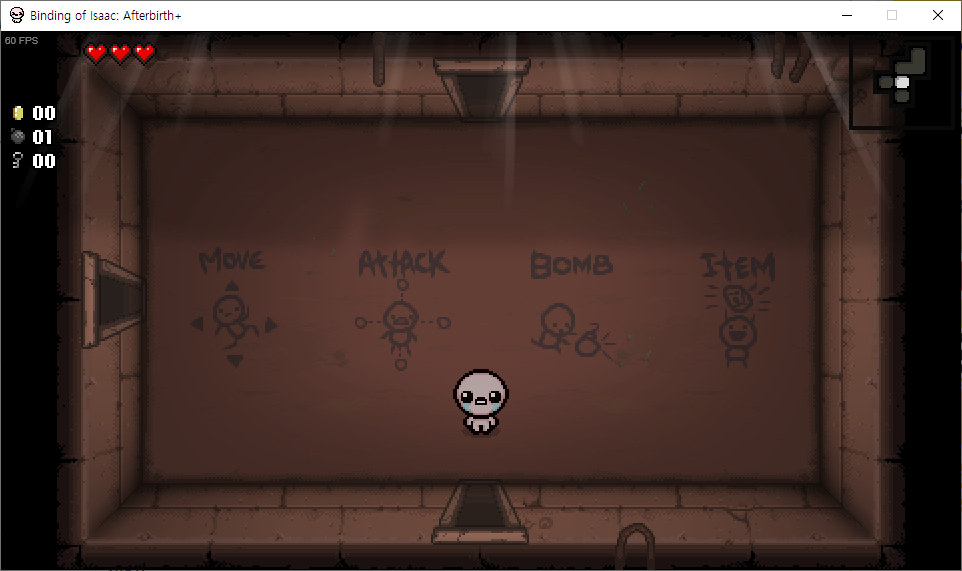 Binding of Isaac: Afterbirth+
60 FPS
00
01
00
MOVE
ATTACK
BOMB
ITEM